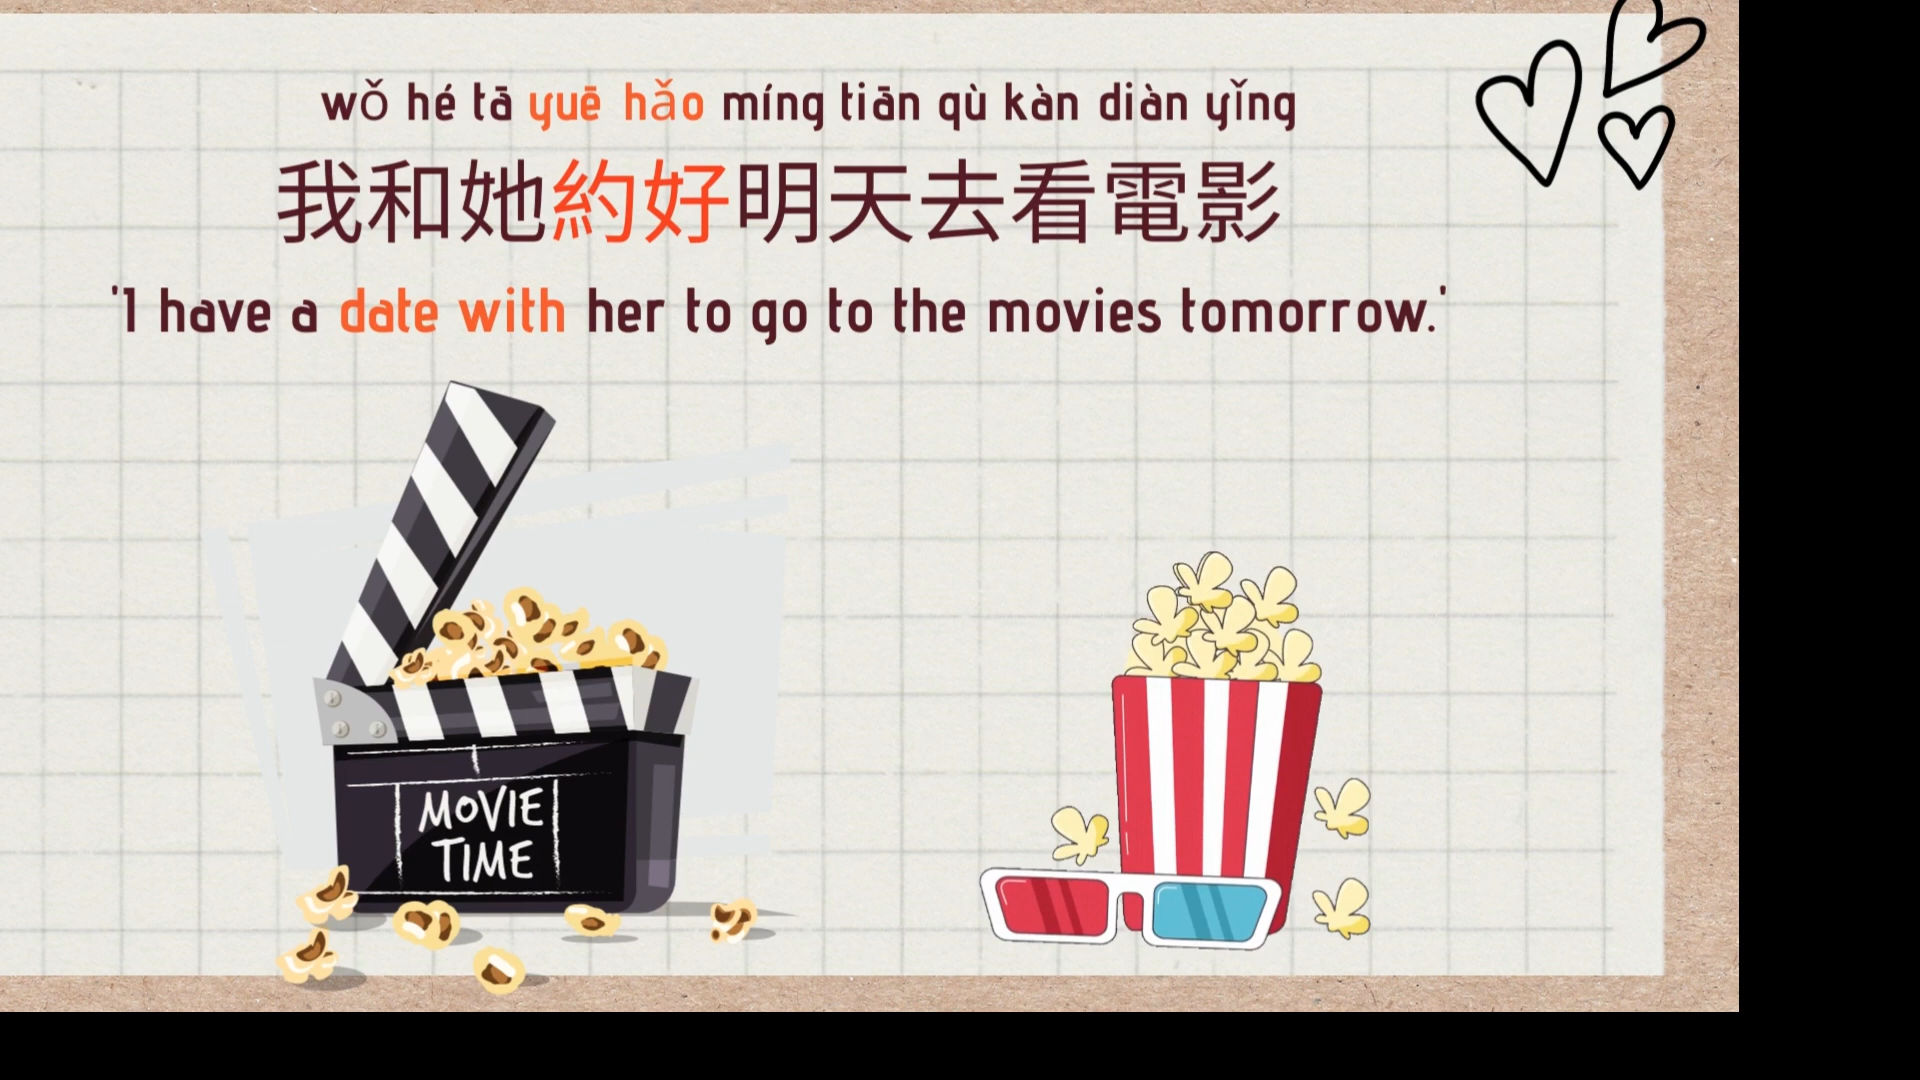 wǒ hé tā yuē hǎo míng tiān qù kàn diàn yǐng
我和她約好明天去看電影
'I have a date with her to go to the movies tomorrow.'
MOVIE
TIME